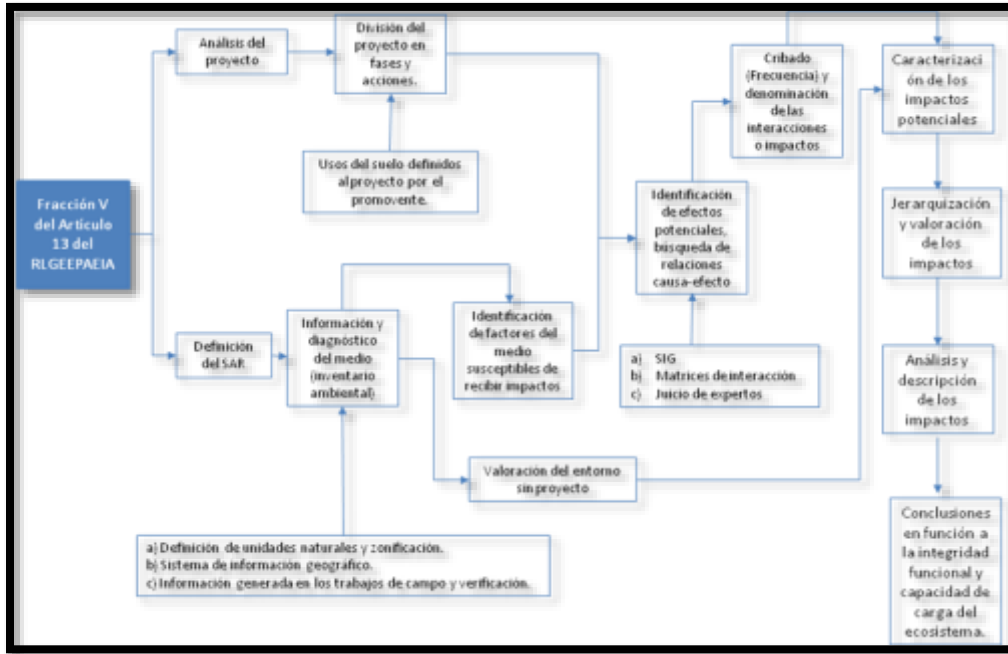 Fracción V
del Artículo
13 del
RLGEEPAEIA
Análisis del
proyecto
División del
proyecto en
fases y
acciones.
Usos del suelo definidos
al proyecto por el
promovente.
Definición
del SAR
Información y
diagnóstico
del medio
(inventario
ambiental)
Identificación
de factores del
medio
susceptibles de
recibir impactos
a) Definición de unidades naturales y zonificación.
b) Sistema de información geográfico.
c) Información generada en los trabajos de campo y verificación.
Valoración del entorno
sin proyecto
Identificación
de efectos
potenciales,
búsqueda de
relaciones
causa-efecto
a) SIG
b) Matrices de interacción
c) Juicio de expertos
Cribado
(Frecuencia) y
denominación
de las
interacciones
o impactos
Caracterizaci
ón de los
impactos
potenciales
Jerarquización
y valoración
de los
impactos
Análisis y
descripción
de los
impactos
Conclusiones
en función a
la integridad
funcional y
capacidad de
carga del
ecosistema.